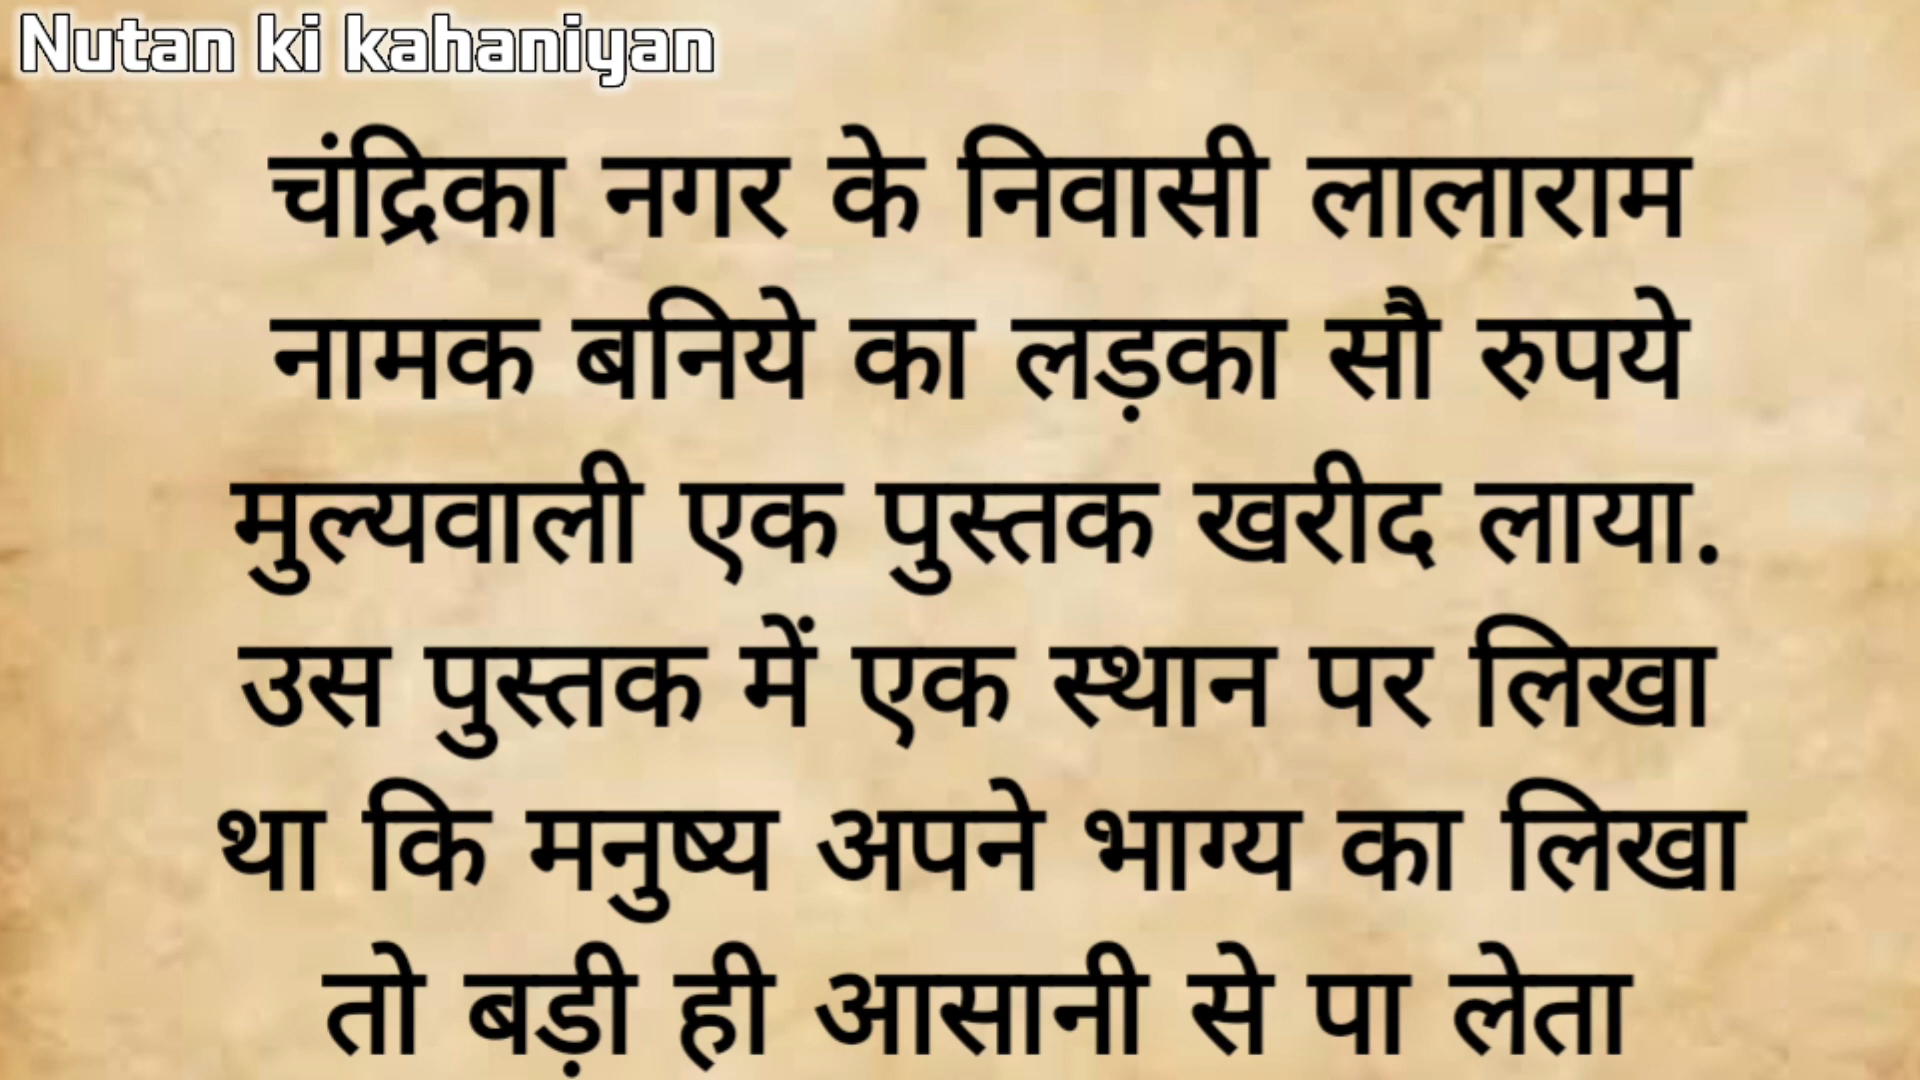 Nutan ki kahaniyan
चंद्रिका नगर के निवासी लालाराम
नामक बनिये का लड़का सौ रुपये
मुल्यवाली एक पुस्तक खरीद लाया.
उस पुस्तक में एक स्थान पर लिखा
था कि मनुष्य अपने भाग्य का लिखा
तो बड़ी ही आसानी से पा लेता